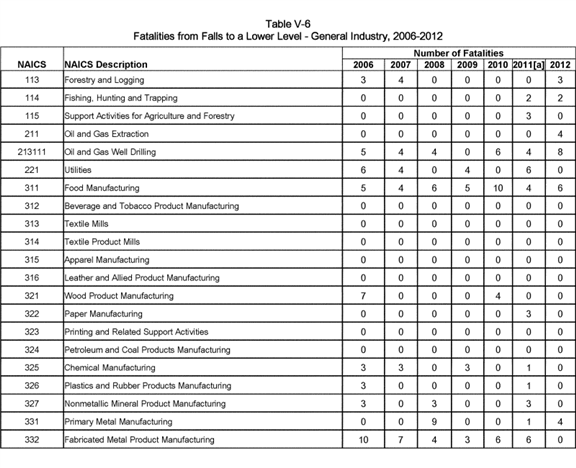 Table V-6
Fatalities from Falls to a Lower Level - General Industry, 2006-2012
Number of Fatalities
NAICS NAICS Description 2006 2007 2008 2009 2010 2011[a] 2012
113 Forestry and Logging 3 4 0 0 0 0 3
114 Fishing, Hunting and Trapping 0 0 0 0 0 2 2
115 Support Activities for Agriculture and Forestry 0 0 0 0 0 3 0
211 Oil and Gas Extraction 0 0 0 0 0 0 4
213111 Oil and Gas Well Drilling 5 4 4 0 6 4 8
221 Utilities 6 4 0 4 0 6 0
311 Food Manufacturing 5 4 6 5 10 4 6
312 Beverage and Tobacco Product Manufacturing 0 0 0 0 0 0 0
313 Textile Mills 0 0 0 0 0 0 0
314 Textile Product Mills 0 0 0 0 0 0 0
315 Apparel Manufacturing 0 0 0 0 0 0 0
316 Leather and Allied Product Manufacturing 0 0 0 0 0 0 0
321 Wood Product Manufacturing 7 0 0 0 4 0 0
322 Paper Manufacturing 0 0 0 0 0 3 0
323 Printing and Related Support Activities 0 0 0 0 0 0 0
324 Petroleum and Coal Products Manufacturing 0 0 0 0 0 0 0
325 Chemical Manufacturing 3 3 0 3 0 1 0
326 Plastics and Rubber Products Manufacturing 3 0 0 0 0 1 0
327 Nonmetallic Mineral Product Manufacturing 3 0 3 0 0 3 0
331 Primary Metal Manufacturing 0 0 9 0 0 1 4
332 Fabricated Metal Product Manufacturing 10 7 4 3 6 6 0